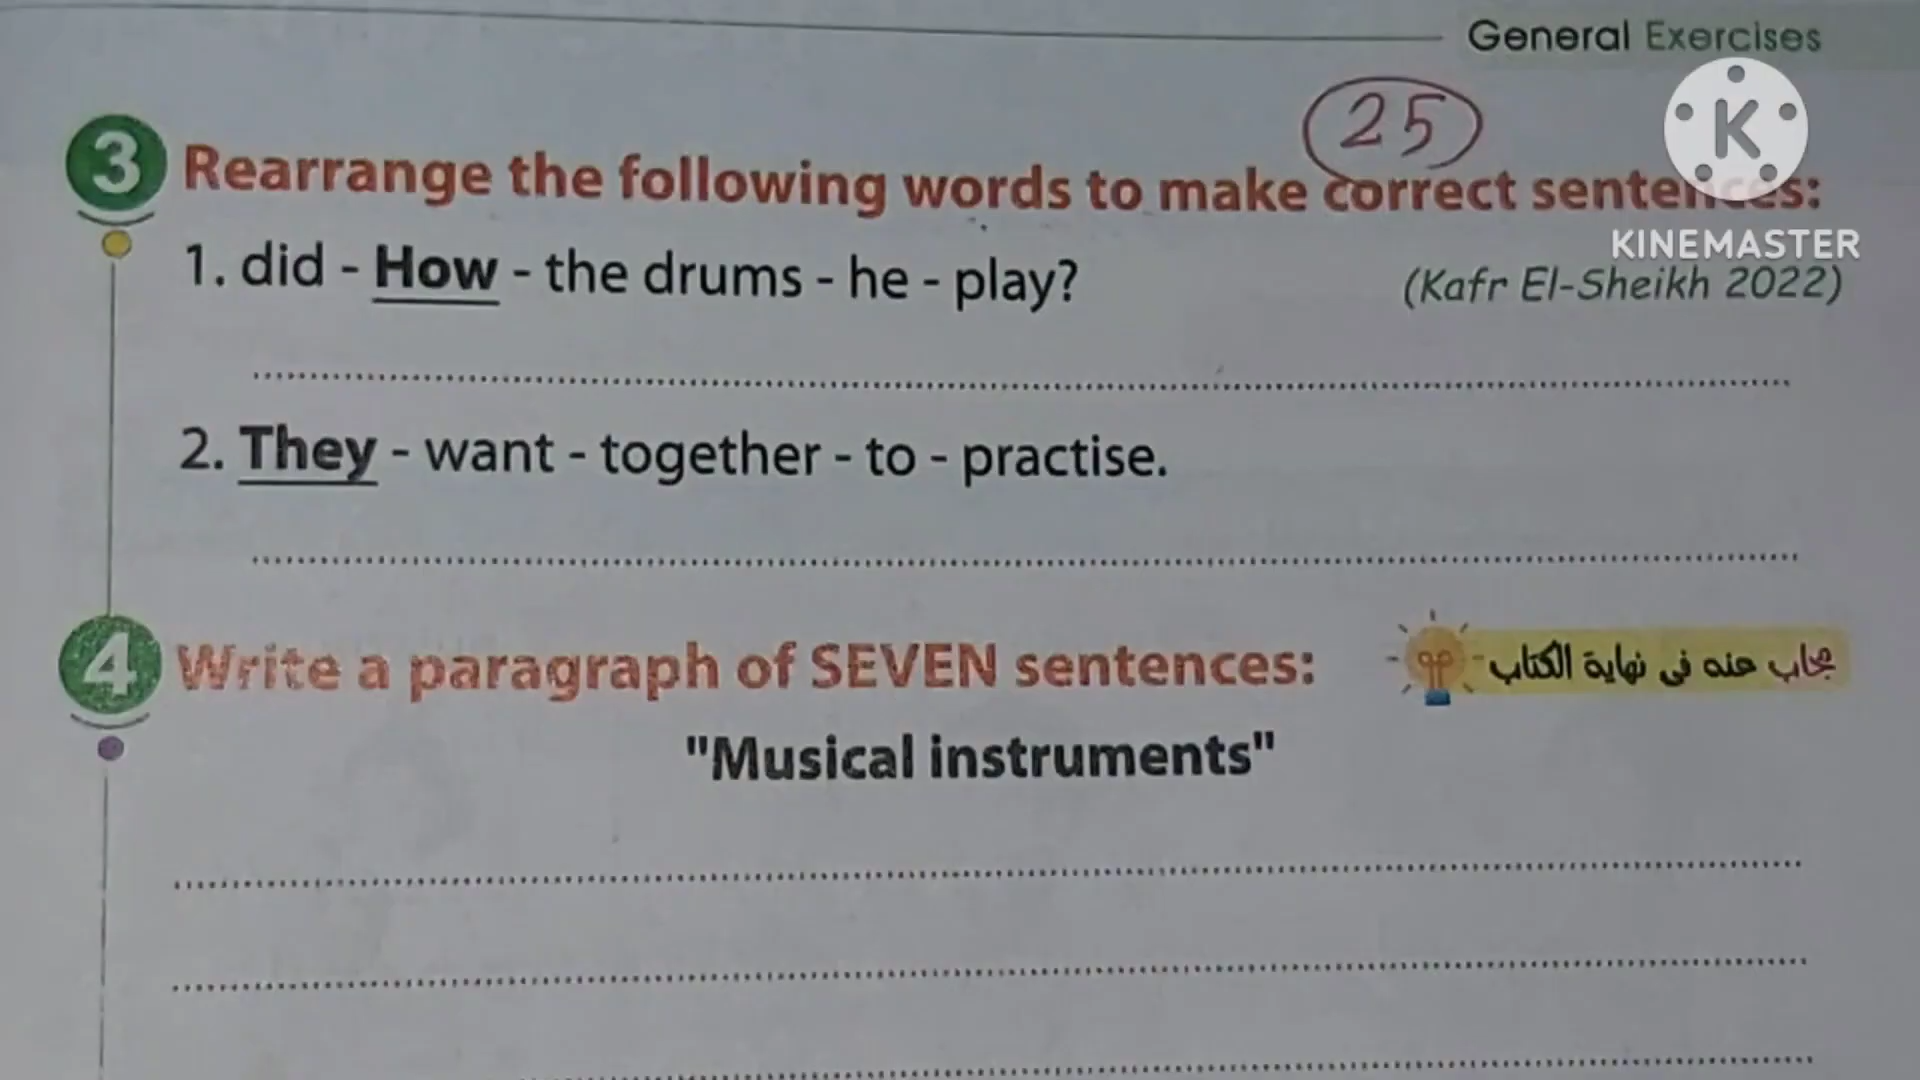 General Exercises
25
K
KINEMASTER
3 Rearrange the following words to make correct sentences:
1. did - How - the drums - he - play?
(Kafr El-Sheikh 2022)
2. They - want - together - to - practise.
4 Write a paragraph of SEVEN sentences:
مجاب عنه فى نهاية الكتاب
"Musical instruments"